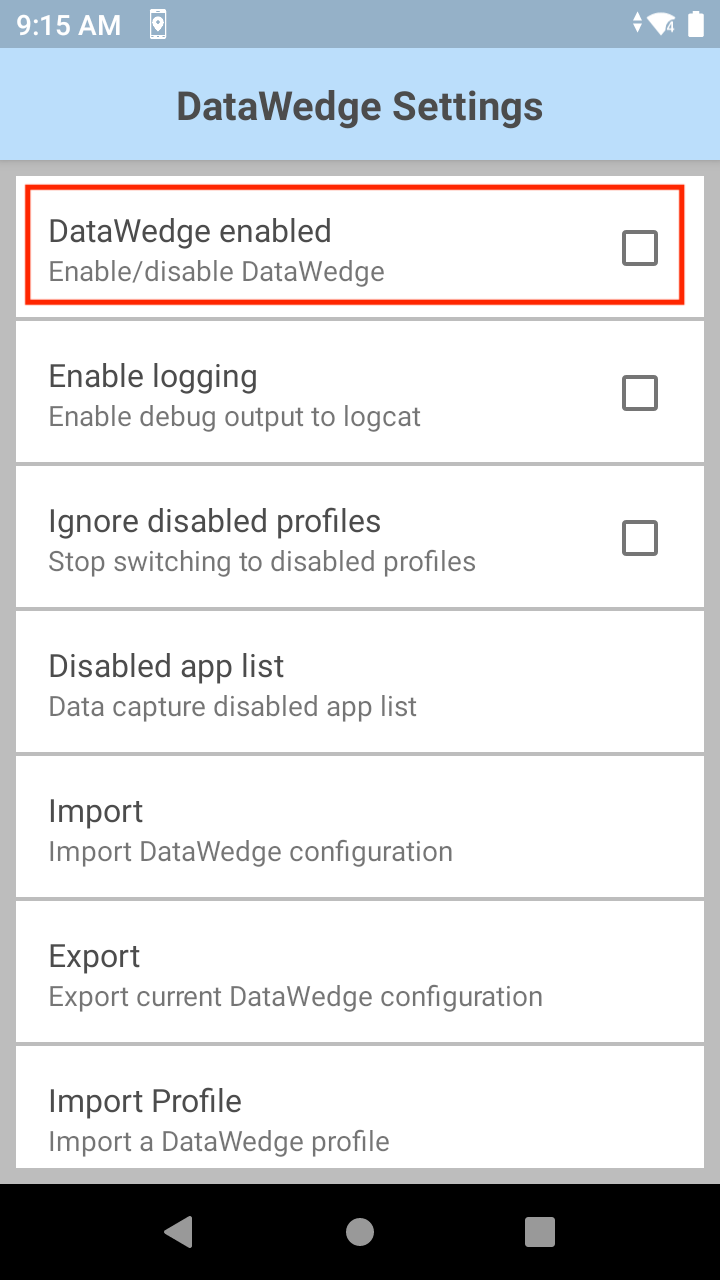 9:15 AM
4
DataWedge Settings
DataWedge enabled
Enable/disable DataWedge
Enable logging
Enable debug output to logcat
Ignore disabled profiles
Stop switching to disabled profiles
Disabled app list
Data capture disabled app list
Import
Import DataWedge configuration
Export
Export current DataWedge configuration
Import Profile
Import a DataWedge profile